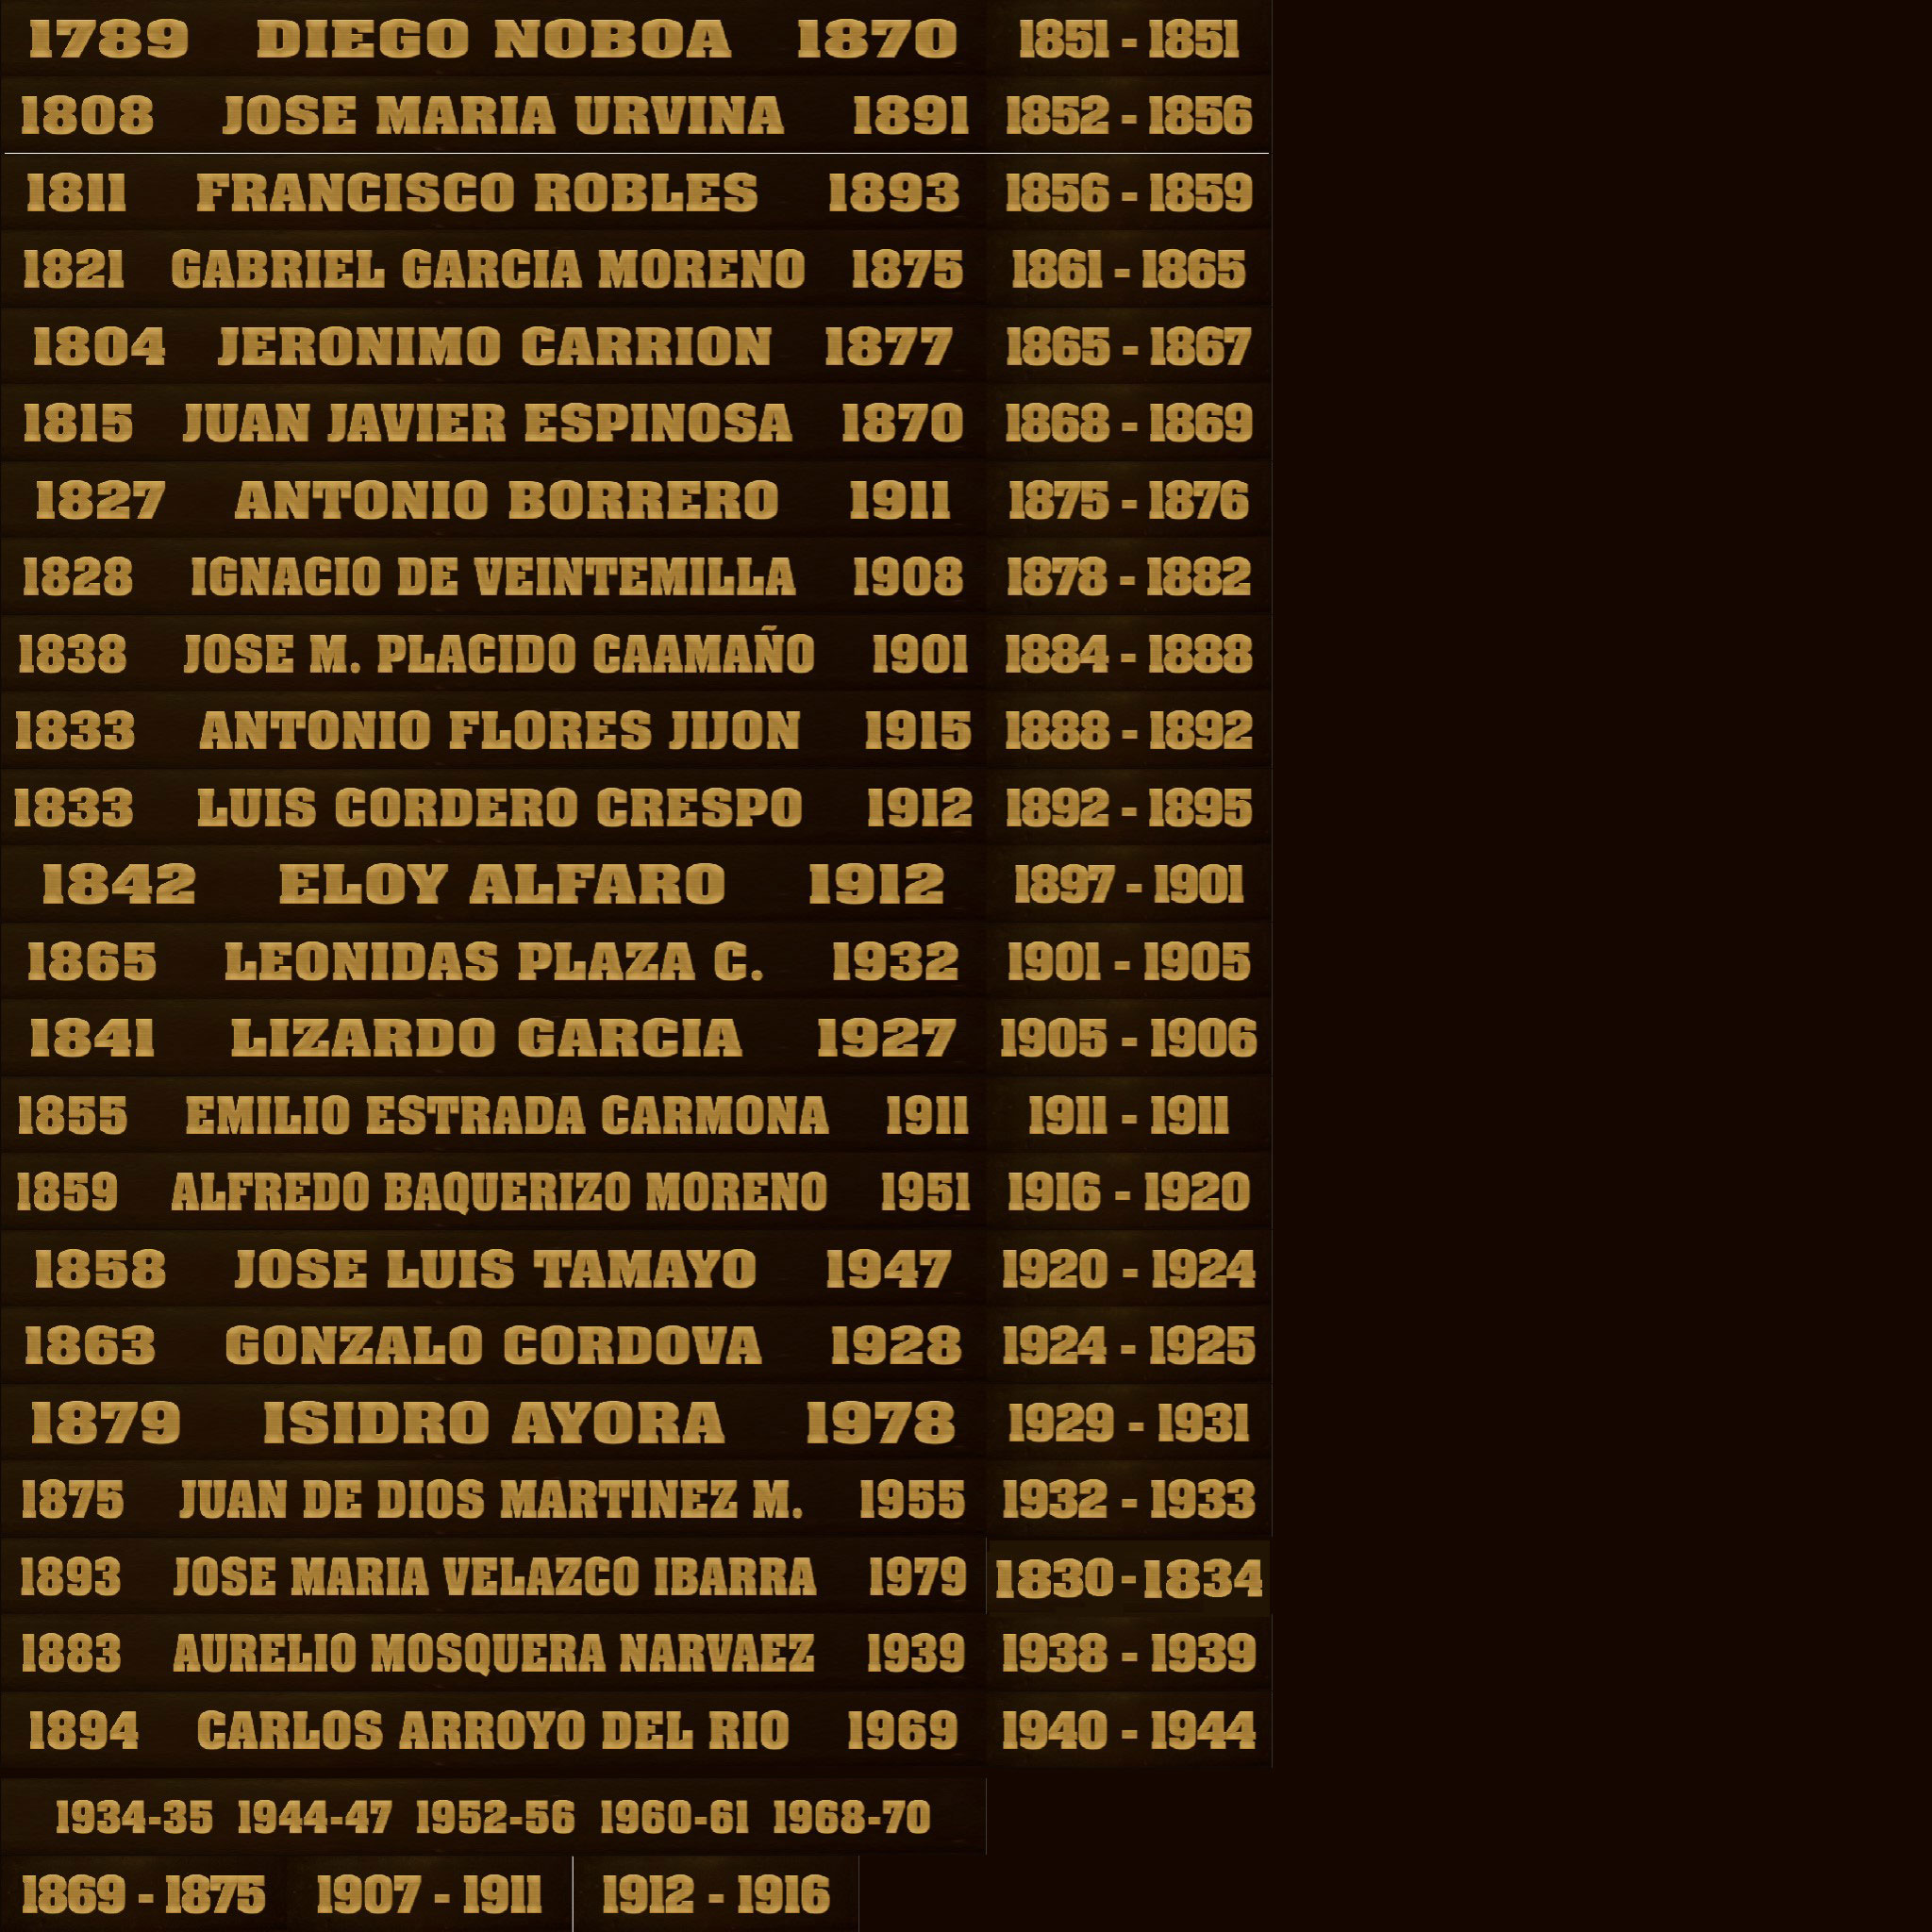 1789 DIEGO NOBOA 1870 1851 - 1851
1808 JOSE MARIA URVINA 1891 1852 - 1856
1811 FRANCISCO ROBLES 1893 1856 - 1859
1821 GABRIEL GARCIA MORENO 1875 1861 - 1865
1804 JERONIMO CARRION 1877 1865 - 1867
1815 JUAN JAVIER ESPINOSA 1870 1868 - 1869
1827 ANTONIO BORRERO 1911 1875 - 1876
1828 IGNACIO DE VEINTEMILLA 1908 1878 - 1882
1838 JOSE M. PLACIDO CAAMAÑO 1901 1884 - 1888
1833 ANTONIO FLORES JIJON 1915 1888 - 1892
1833 LUIS CORDERO CRESPO 1912 1892 - 1895
1842 ELOY ALFARO 1912 1897 - 1901
1865 LEONIDAS PLAZA C. 1932 1901 - 1905
1841 LIZARDO GARCIA 1927 1905 - 1906
1855 EMILIO ESTRADA CARMONA 1911 1911 - 1911
1859 ALFREDO BAQUERIZO MORENO 1951 1916 - 1920
1858 JOSE LUIS TAMAYO 1947 1920 - 1924
1863 GONZALO CORDOVA 1928 1924 - 1925
1879 ISIDRO AYORA 1978 1929 - 1931
1875 JUAN DE DIOS MARTINEZ M. 1955 1932 - 1933
1893 JOSE MARIA VELAZCO IBARRA 1979 1830 - 1834
1883 AURELIO MOSQUERA NARVAEZ 1939 1938 - 1939
1894 CARLOS ARROYO DEL RIO 1969 1940 - 1944
1934-35 1944-47 1952-56 1960-61 1968-70
1869 - 1875 1907 - 1911 1912 - 1916